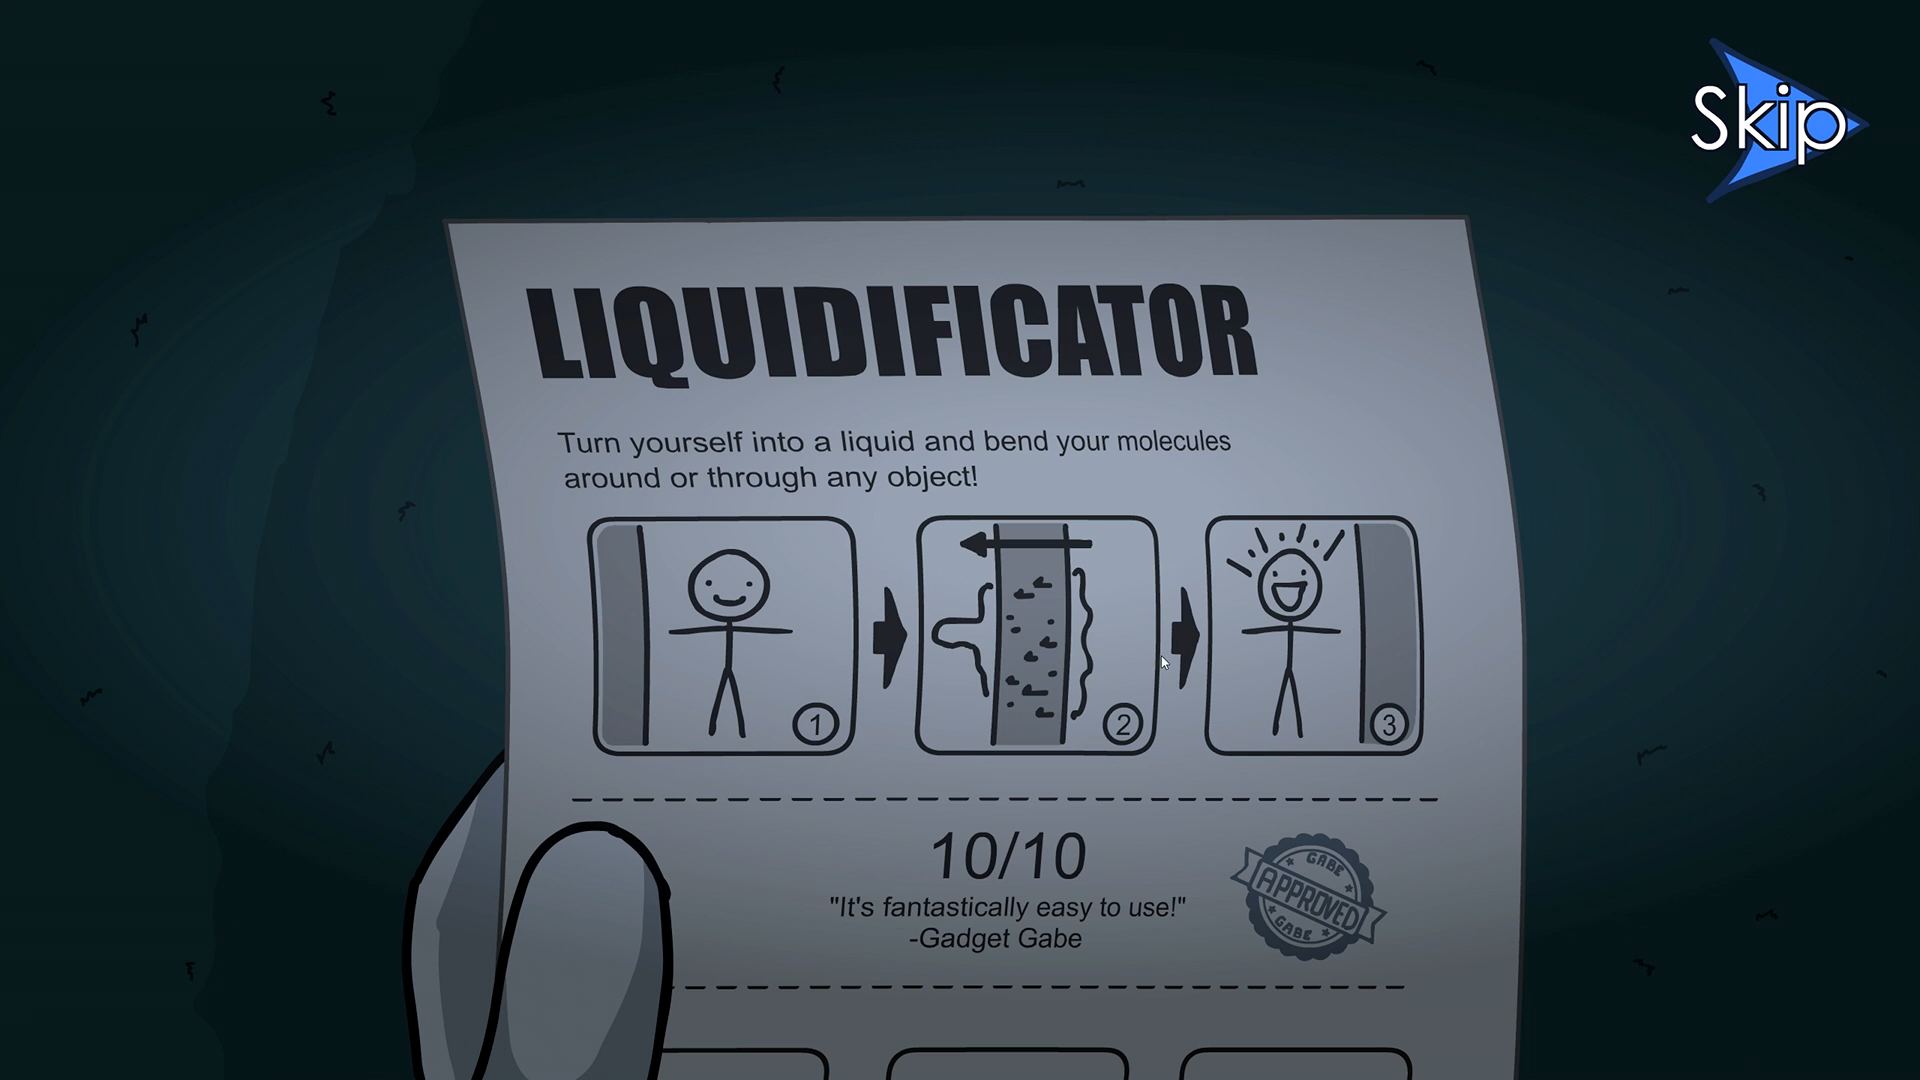 Skip
LIQUIDIFICATOR
Turn yourself into a liquid and bend your molecules
around or through any object!
1
2
3
10/10
"It's fantastically easy to use!"
-Gadget Gabe
GABE
APPROVED
GABE